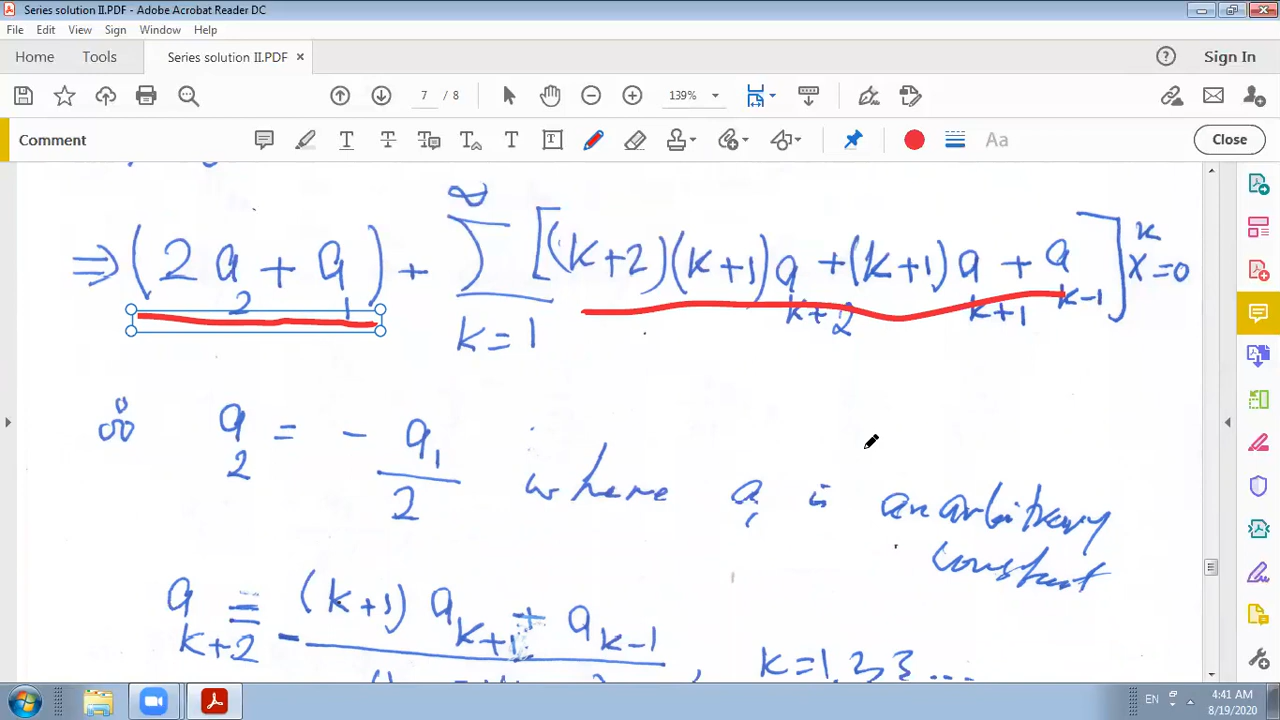 Series solution II.PDF - Adobe Acrobat Reader DC
File Edit View Sign Window Help
Home Tools Series solution II.PDF × Sign In
7 / 8 139%
Comment Close
⇒ (2a₂ + a₁) + ∑_{k=1}^{∞} [(k+2)(k+1)a_{k+2} + (k+1)a_{k+1} + a_{k-1}] x^k = 0
∴ a₂ = - a₁/2 where a₁ is an arbitrary
constant
a_{k+2} = - (k+1) a_{k+1} + a_{k-1}
, k = 1, 2, 3 ...
EN 4:41 AM
8/19/2020